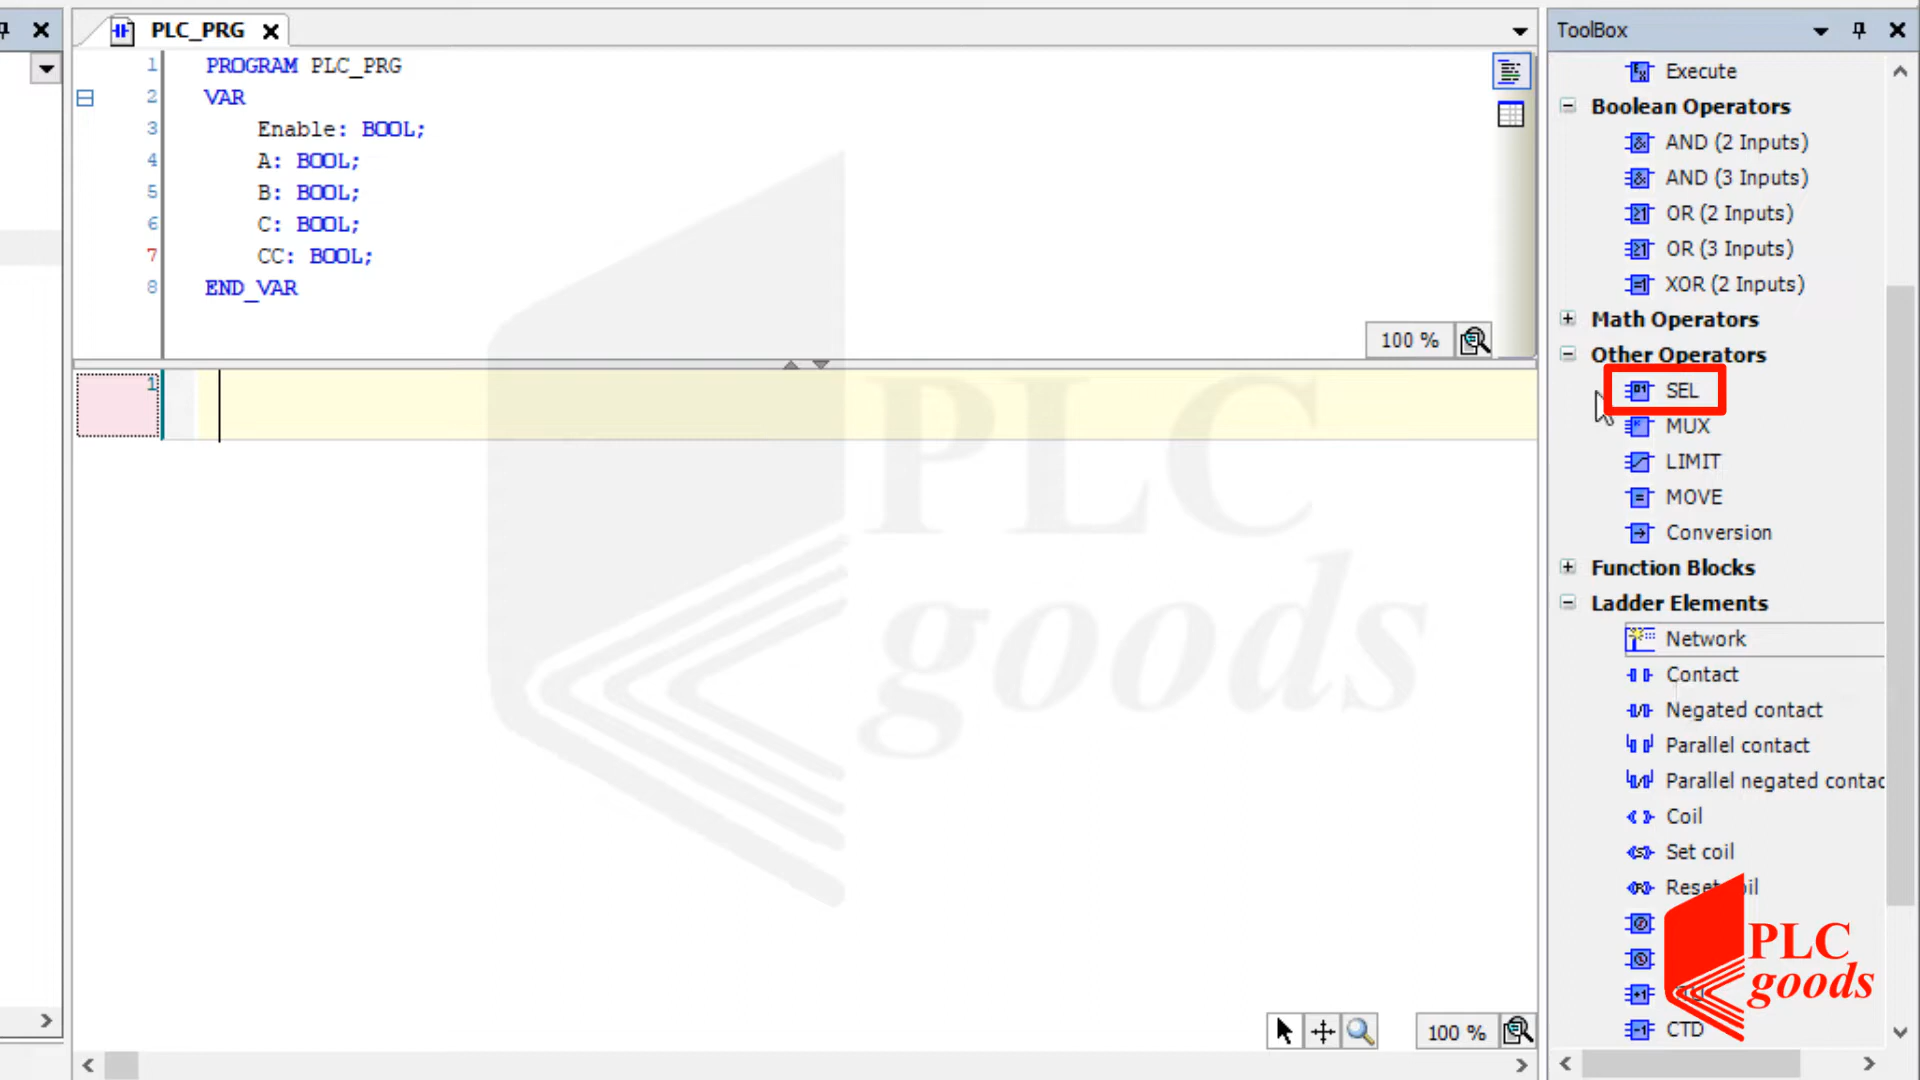 PLC_PRG
1 PROGRAM PLC_PRG
2 VAR
3 Enable: BOOL;
4 A: BOOL;
5 B: BOOL;
6 C: BOOL;
7 CC: BOOL;
8 END_VAR
100 %
1
PLC
goods
100 %
ToolBox
Execute
Boolean Operators
AND (2 Inputs)
AND (3 Inputs)
OR (2 Inputs)
OR (3 Inputs)
XOR (2 Inputs)
Math Operators
Other Operators
SEL
MUX
LIMIT
MOVE
Conversion
Function Blocks
Ladder Elements
Network
Contact
Negated contact
Parallel contact
Parallel negated contac
Coil
Set coil
CTD
PLC
goods